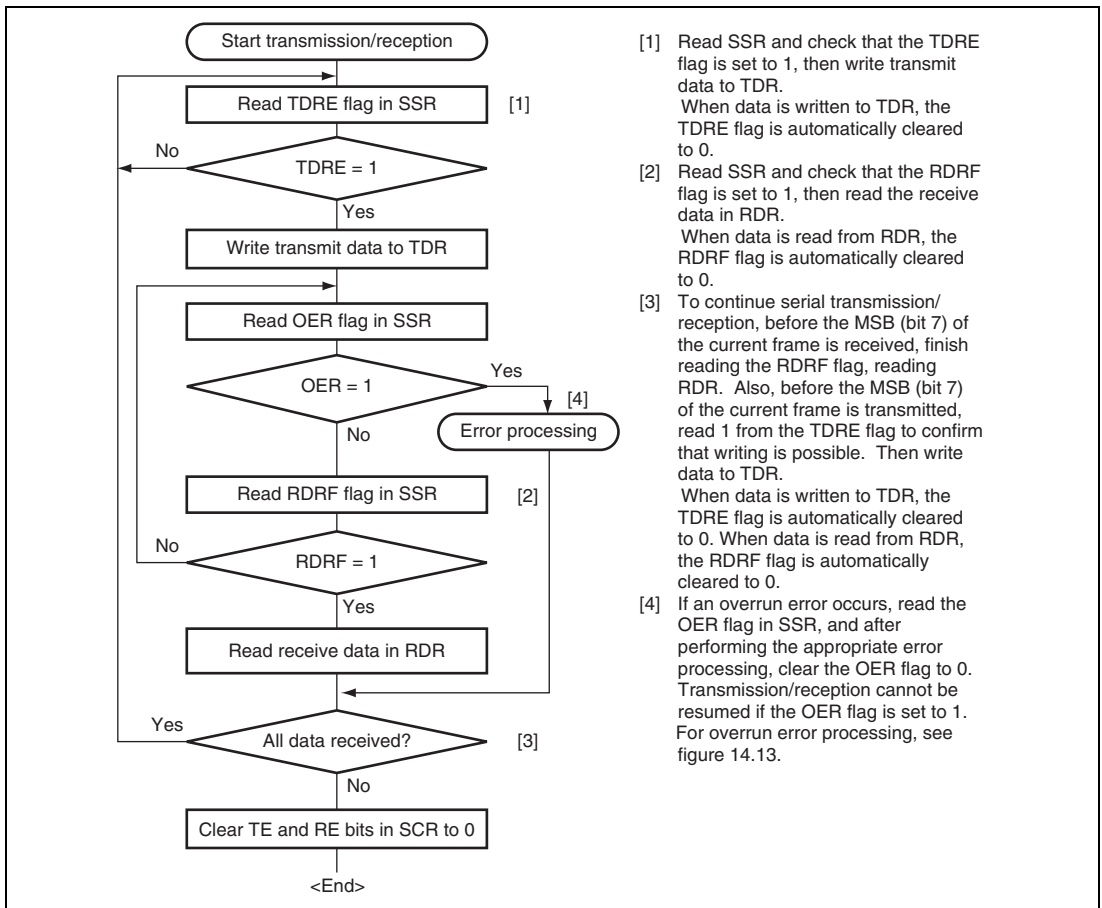 Start transmission/reception
Read TDRE flag in SSR
[1]
No
TDRE = 1
Yes
Write transmit data to TDR
Read OER flag in SSR
Yes
OER = 1
[4]
No
Error processing
Read RDRF flag in SSR
[2]
No
RDRF = 1
Yes
Read receive data in RDR
Yes
All data received?
[3]
No
Clear TE and RE bits in SCR to 0
<End>
[1] Read SSR and check that the TDRE
flag is set to 1, then write transmit
data to TDR.
When data is written to TDR, the
TDRE flag is automatically cleared
to 0.
[2] Read SSR and check that the RDRF
flag is set to 1, then read the receive
data in RDR.
When data is read from RDR, the
RDRF flag is automatically cleared
to 0.
[3] To continue serial transmission/
reception, before the MSB (bit 7) of
the current frame is received, finish
reading the RDRF flag, reading
RDR. Also, before the MSB (bit 7)
of the current frame is transmitted,
read 1 from the TDRE flag to confirm
that writing is possible. Then write
data to TDR.
When data is written to TDR, the
TDRE flag is automatically cleared
to 0. When data is read from RDR,
the RDRF flag is automatically
cleared to 0.
[4] If an overrun error occurs, read the
OER flag in SSR, and after
performing the appropriate error
processing, clear the OER flag to 0.
Transmission/reception cannot be
resumed if the OER flag is set to 1.
For overrun error processing, see
figure 14.13.